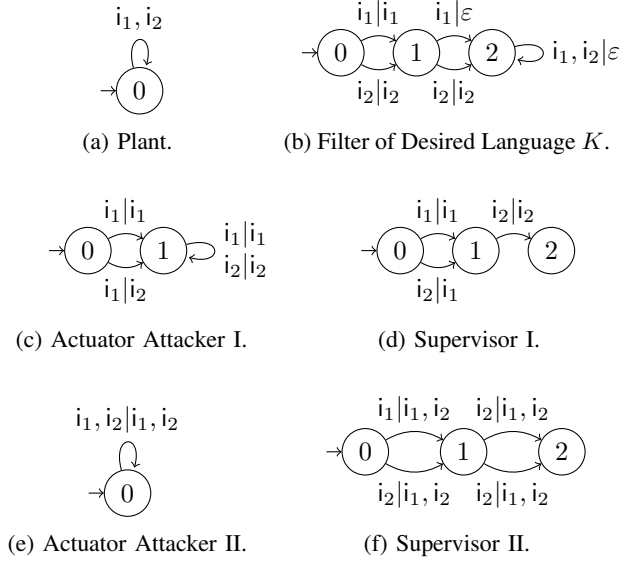 i₁, i₂
0
(a) Plant.
i₁|i₁ i₁|ε
0 1 2 i₁, i₂|ε
i₂|i₂ i₂|i₂
(b) Filter of Desired Language K.
i₁|i₁
0 1 i₁|i₁
i₂|i₂
i₁|i₂
(c) Actuator Attacker I.
i₁|i₁ i₂|i₂
0 1 2
i₂|i₁
(d) Supervisor I.
i₁, i₂|i₁, i₂
0
(e) Actuator Attacker II.
i₁|i₁, i₂ i₂|i₁, i₂
0 1 2
i₂|i₁, i₂ i₂|i₁, i₂
(f) Supervisor II.